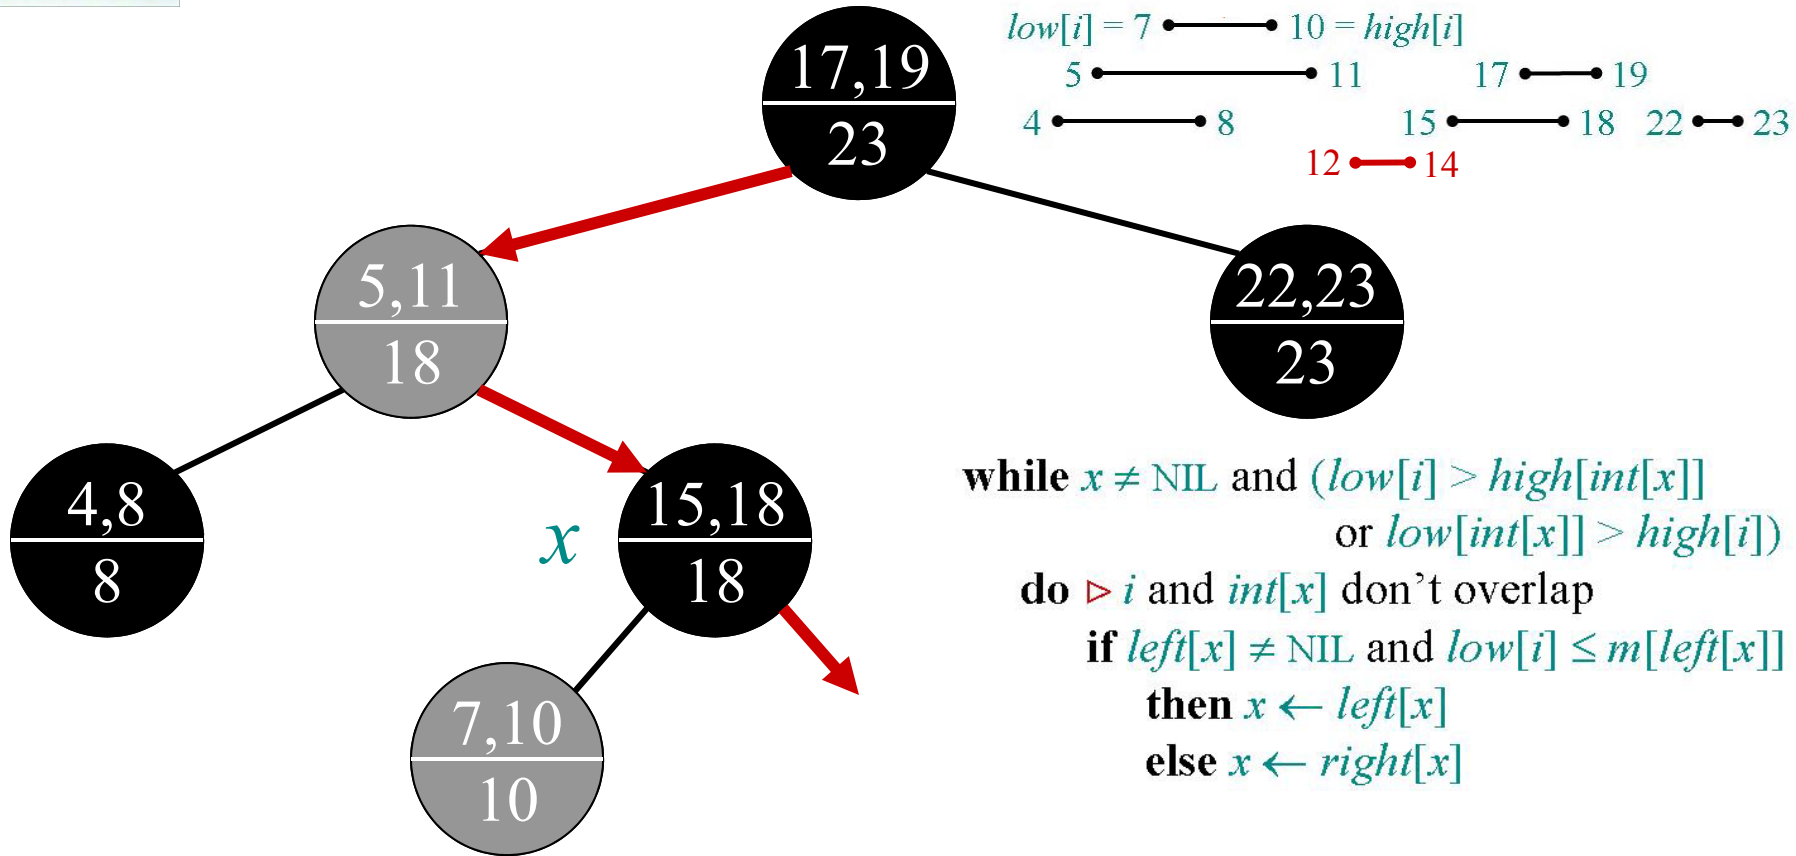 low[i] = 7 10 = high[i]
5 11 17 19
4 8 15 18 22 23
12 14
17,19
23
5,11
18
22,23
23
4,8
8
x
15,18
18
7,10
10
while x ≠ NIL and (low[i] > high[int[x]]
or low[int[x]] > high[i])
do ▷ i and int[x] don’t overlap
if left[x] ≠ NIL and low[i] ≤ m[left[x]]
then x ← left[x]
else x ← right[x]